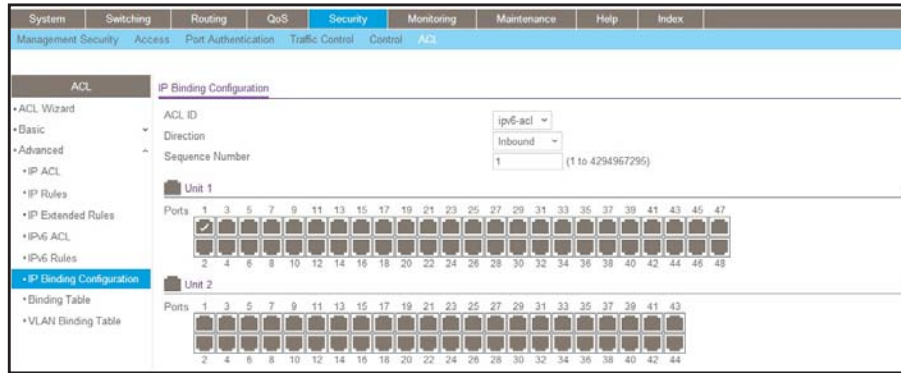 System Switching Routing QoS Security Monitoring Maintenance Help Index
Management Security Access Port Authentication Traffic Control Control ACL
ACL
• ACL Wizard
• Basic
• Advanced
• IP ACL
• IP Rules
• IP Extended Rules
• IPv6 ACL
• IPv6 Rules
• IP Binding Configuration
• Binding Table
• VLAN Binding Table
IP Binding Configuration
ACL ID ipv6-acl
Direction Inbound
Sequence Number 1 (1 to 4294967295)
Unit 1
Ports 1 3 5 7 9 11 13 15 17 19 21 23 25 27 29 31 33 35 37 39 41 43 45 47
2 4 6 8 10 12 14 16 18 20 22 24 26 28 30 32 34 36 38 40 42 44 46 48
Unit 2
Ports 1 3 5 7 9 11 13 15 17 19 21 23 25 27 29 31 33 35 37 39 41 43
2 4 6 8 10 12 14 16 18 20 22 24 26 28 30 32 34 36 38 40 42 44